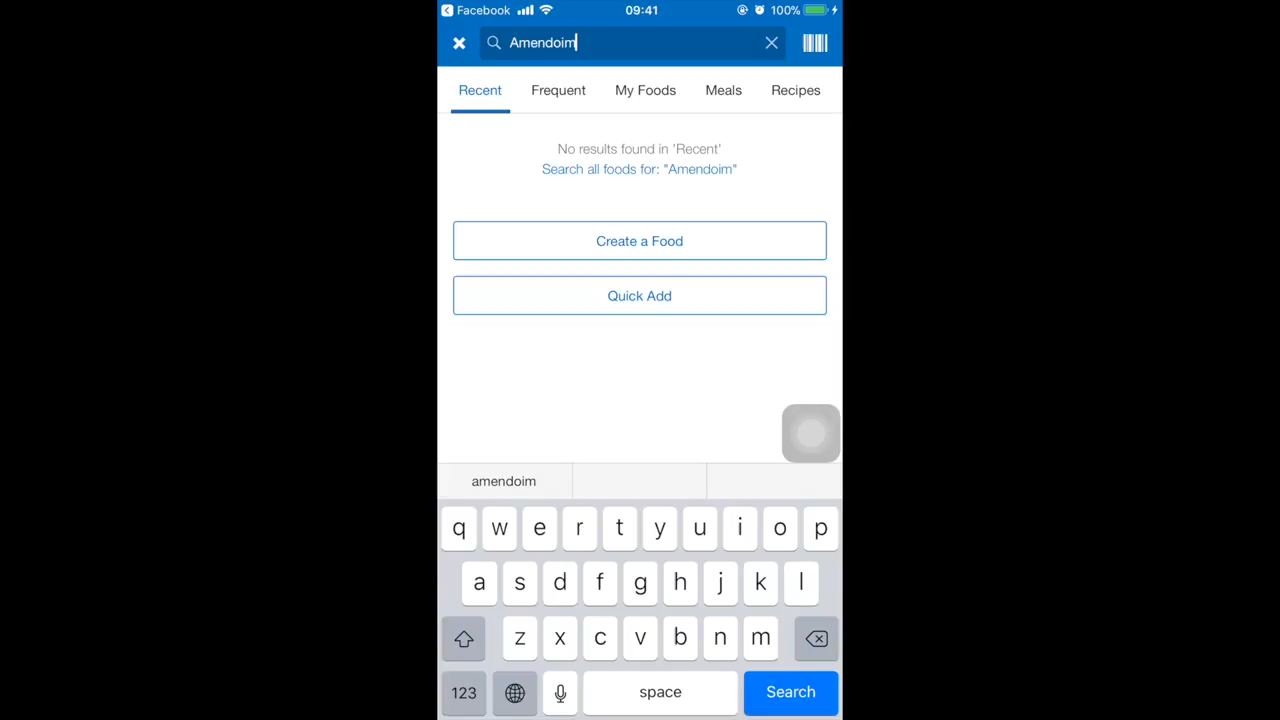 Facebook 09:41 100%
Amendoim
Recent Frequent My Foods Meals Recipes
No results found in 'Recent'
Search all foods for: "Amendoim"
Create a Food
Quick Add
amendoim
q w e r t y u i o p
a s d f g h j k l
z x c v b n m
123 space Search